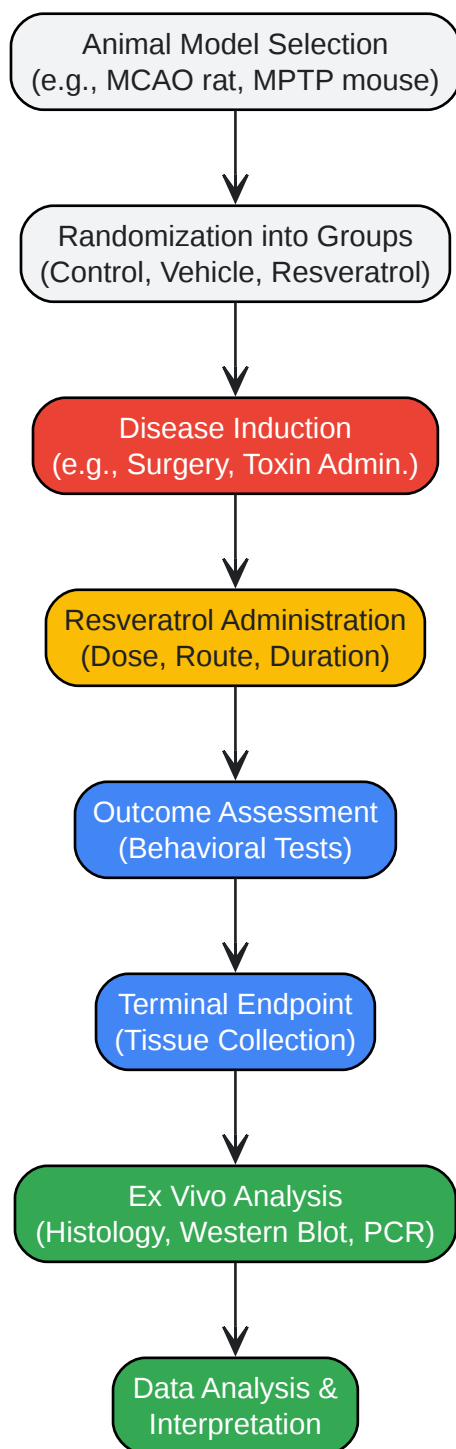 Animal Model Selection
(e.g., MCAO rat, MPTP mouse)
Randomization into Groups
(Control, Vehicle, Resveratrol)
Disease Induction
(e.g., Surgery, Toxin Admin.)
Resveratrol Administration
(Dose, Route, Duration)
Outcome Assessment
(Behavioral Tests)
Terminal Endpoint
(Tissue Collection)
Ex Vivo Analysis
(Histology, Western Blot, PCR)
Data Analysis &
Interpretation